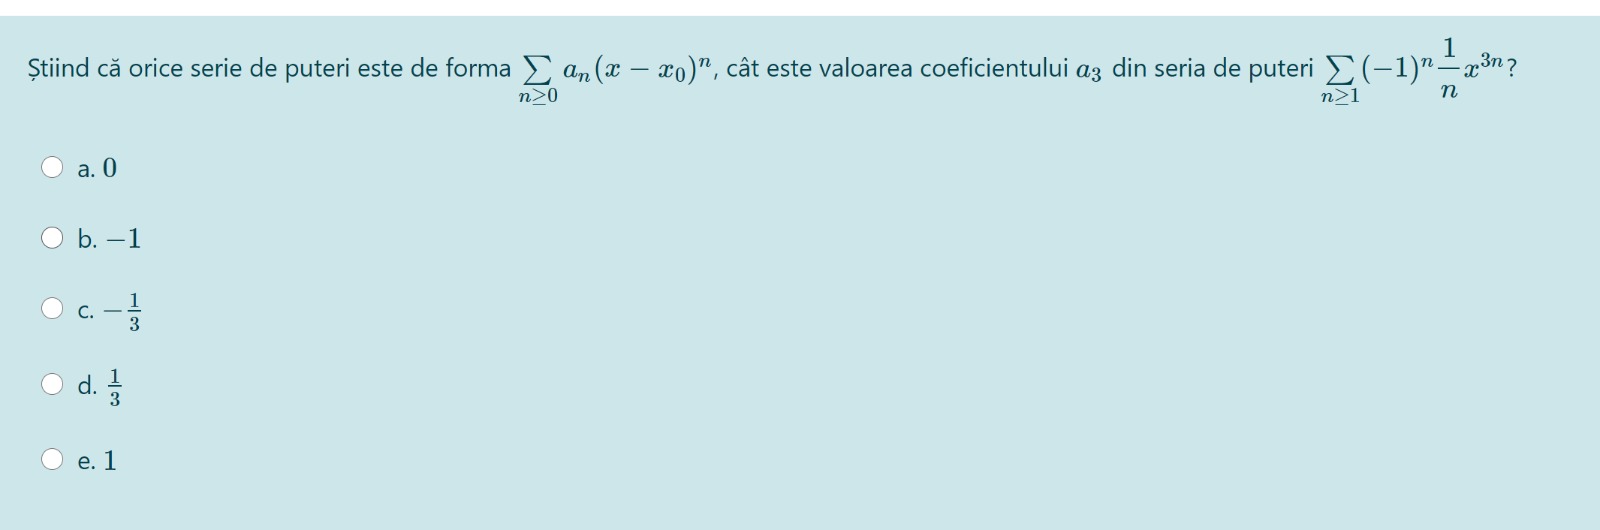 Știind că orice serie de puteri este de forma $\sum_{n \geq 0} a_n (x - x_0)^n$, cât este valoarea coeficientului $a_3$ din seria de puteri $\sum_{n \geq 1} (-1)^n \frac{1}{n} x^{3n}$?
a. 0
b. −1
c. $-\frac{1}{3}$
d. $\frac{1}{3}$
e. 1